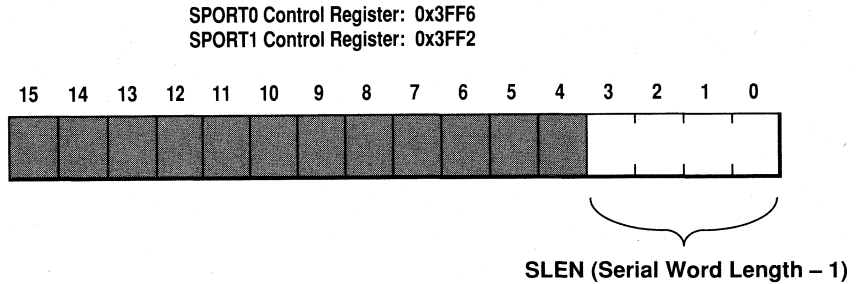 SPORT0 Control Register: 0x3FF6
SPORT1 Control Register: 0x3FF2
15 14 13 12 11 10 9 8 7 6 5 4 3 2 1 0
SLEN (Serial Word Length – 1)